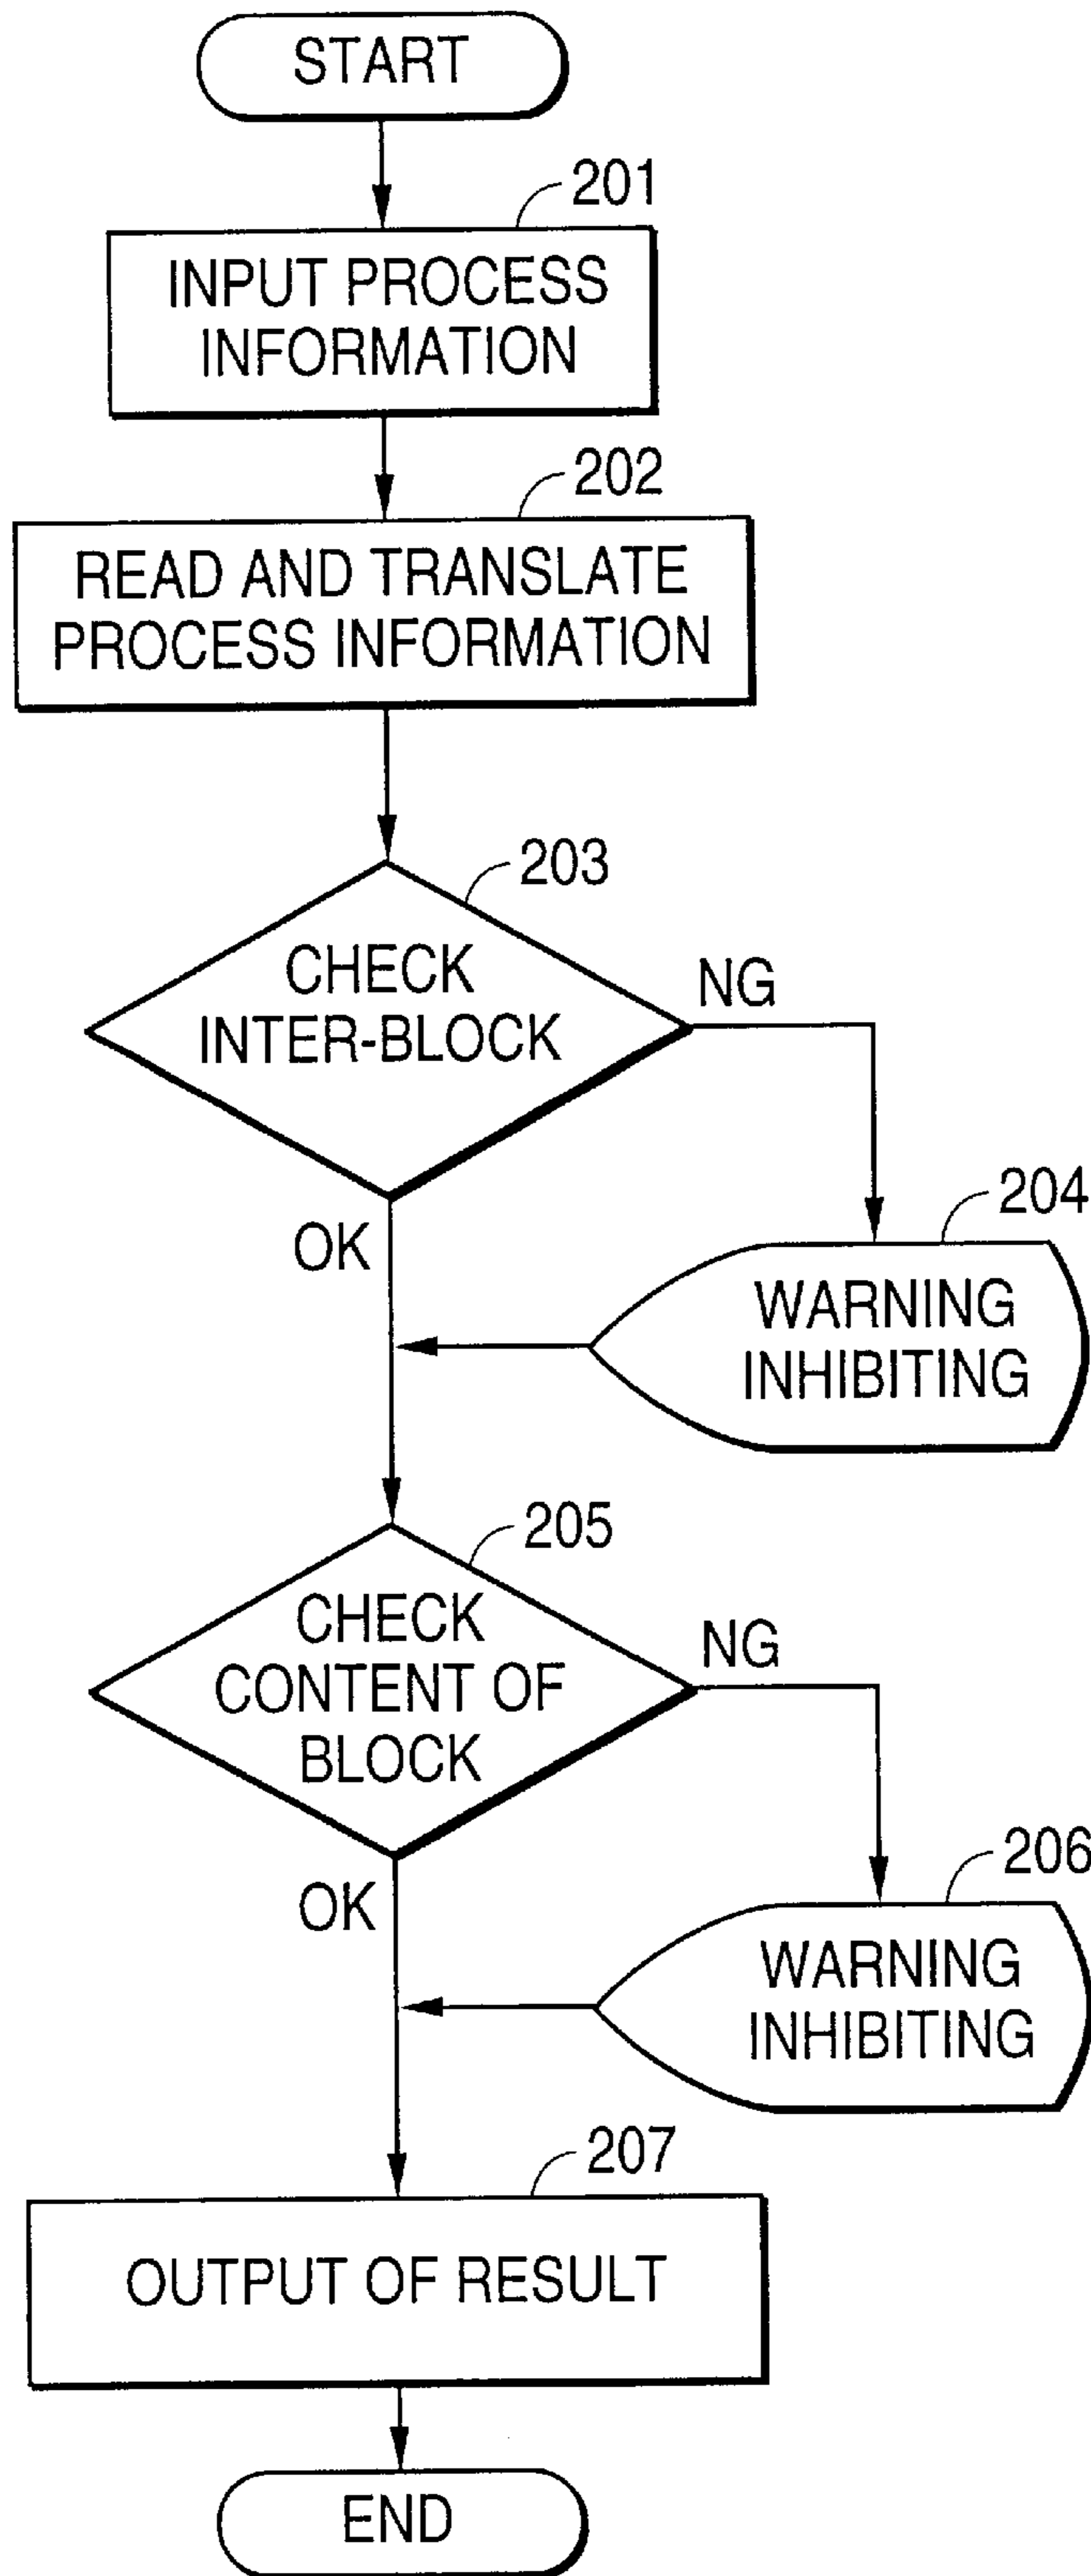 START
201
INPUT PROCESS
INFORMATION
202
READ AND TRANSLATE
PROCESS INFORMATION
203
CHECK
INTER-BLOCK
NG
OK
204
WARNING
INHIBITING
205
CHECK
CONTENT OF
BLOCK
NG
OK
206
WARNING
INHIBITING
207
OUTPUT OF RESULT
END